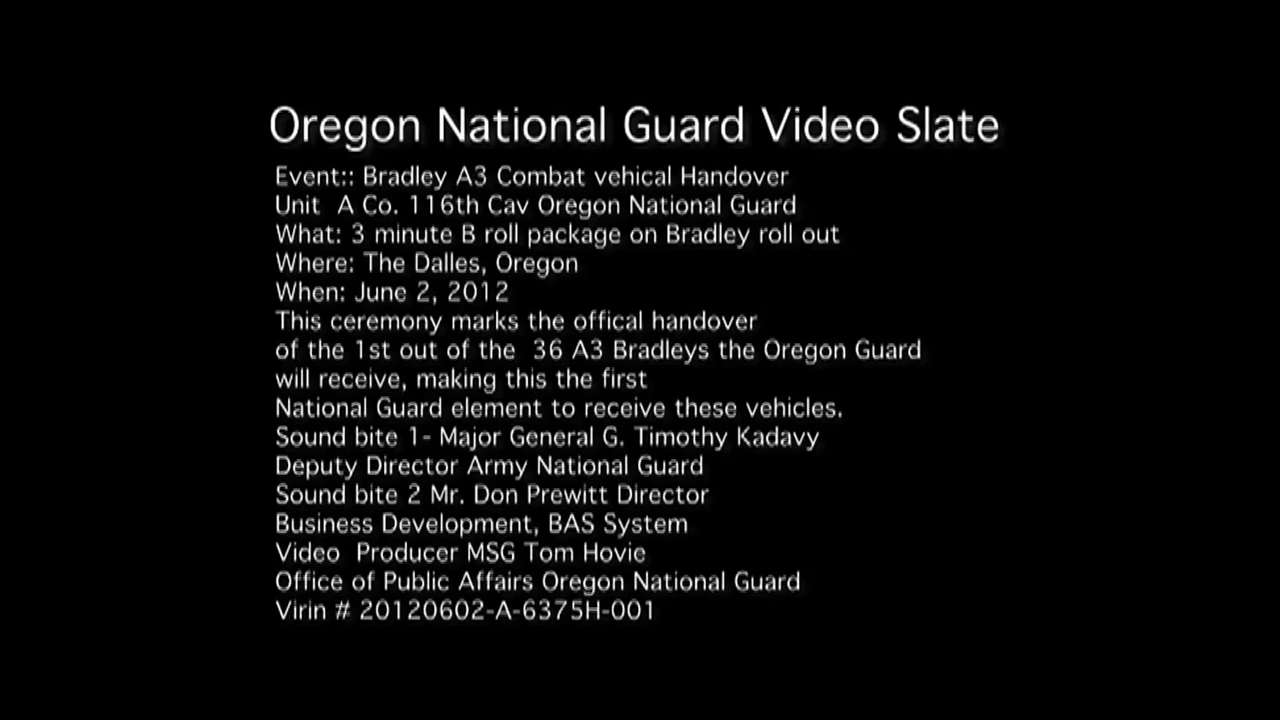 Oregon National Guard Video Slate
Event:: Bradley A3 Combat vehical Handover
Unit  A Co. 116th Cav Oregon National Guard
What: 3 minute B roll package on Bradley roll out
Where: The Dalles, Oregon
When: June 2, 2012
This ceremony marks the offical handover
of the 1st out of the  36 A3 Bradleys the Oregon Guard
will receive, making this the first
National Guard element to receive these vehicles.
Sound bite 1- Major General G. Timothy Kadavy
Deputy Director Army National Guard
Sound bite 2 Mr. Don Prewitt Director
Business Development, BAS System
Video  Producer MSG Tom Hovie
Office of Public Affairs Oregon National Guard
Virin # 20120602-A-6375H-001